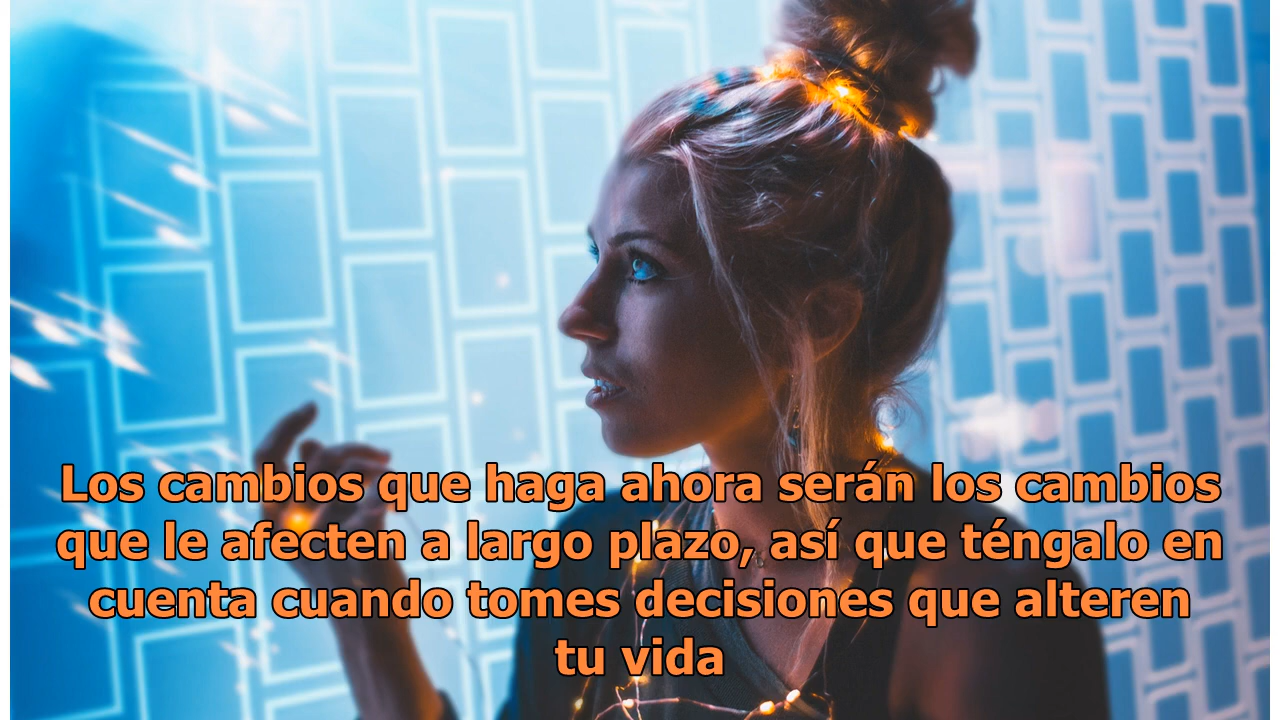 Los cambios que haga ahora serán los cambios
que le afecten a largo plazo, así que téngalo en
cuenta cuando tomes decisiones que alteren
tu vida